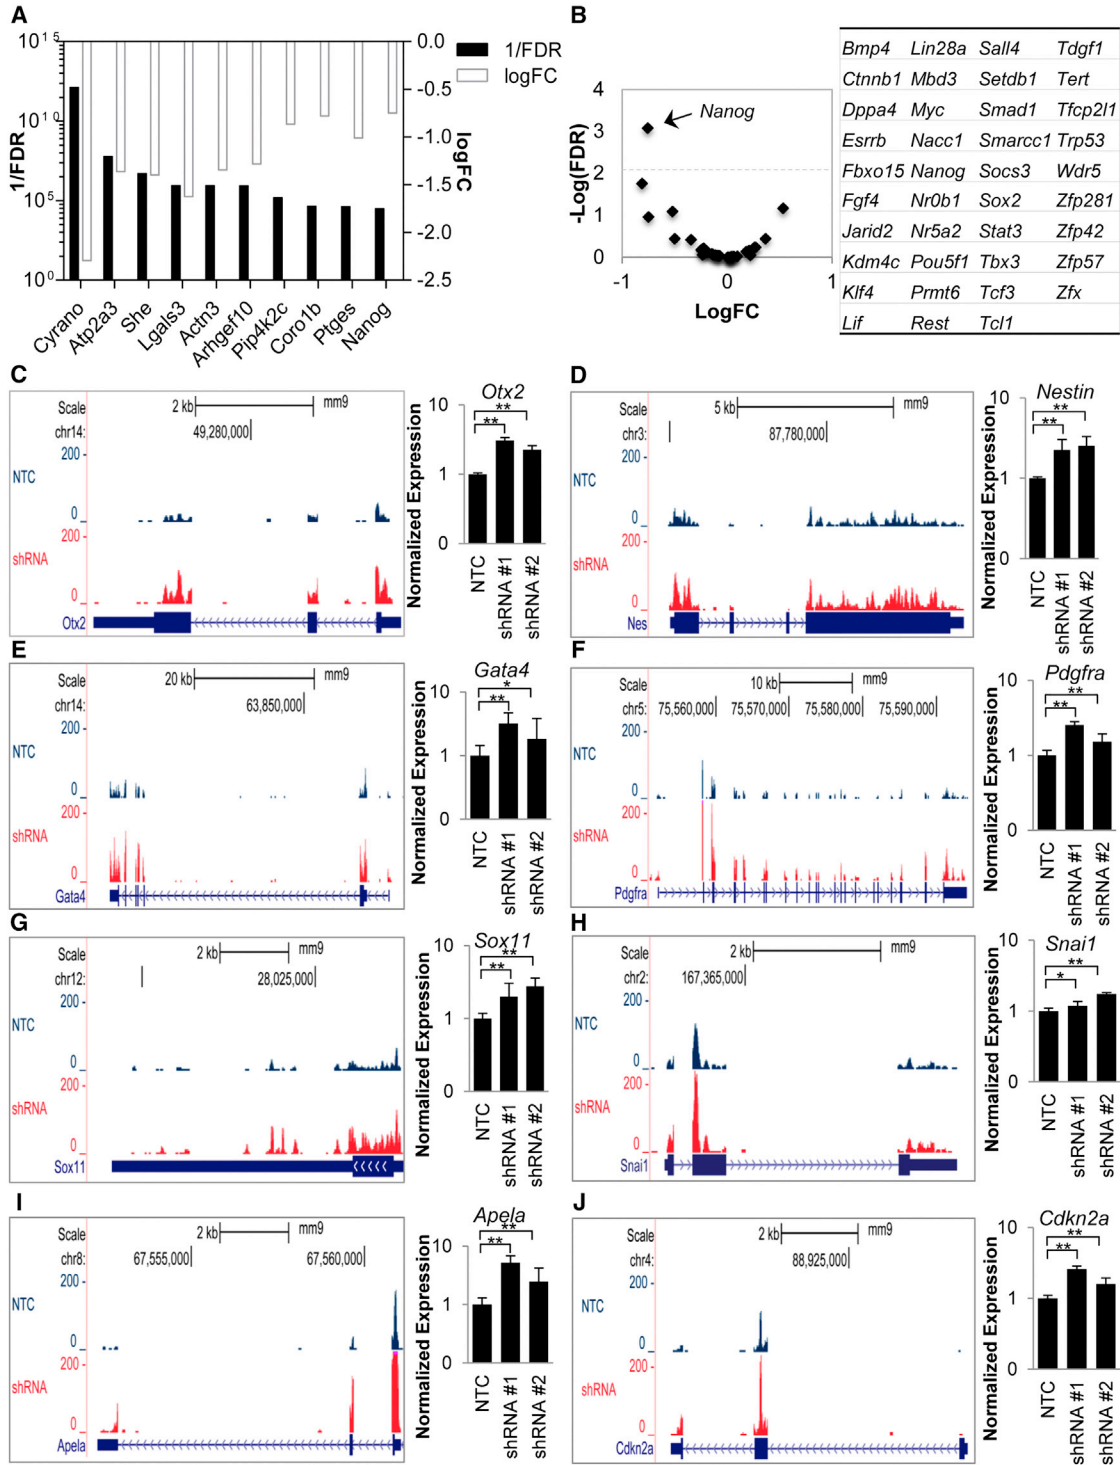 A
10^15
10^10
10^5
10^0
1/FDR
0.0
-0.5
-1.0
-1.5
-2.0
-2.5
logFC
1/FDR
logFC
Cyrano
Atp2a3
She
Lgals3
Actn3
Arhgef10
Pip4k2c
Coro1b
Ptges
Nanog
B
4
3
2
1
0
-Log(FDR)
Nanog
-1 0 1
LogFC
Bmp4 Lin28a Sall4 Tdgf1
Ctnnb1 Mbd3 Setdb1 Tert
Dppa4 Myc Smad1 Tfcp2l1
Esrrb Nacc1 Smarcc1 Trp53
Fbxo15 Nanog Socs3 Wdr5
Fgf4 Nr0b1 Sox2 Zfp281
Jarid2 Nr5a2 Stat3 Zfp42
Kdm4c Pou5f1 Tbx3 Zfp57
Klf4 Prmt6 Tcf3 Zfx
Lif Rest Tcl1
C
Scale 2 kb mm9
chr14: 49,280,000
200 -
NTC
0 _
200 -
shRNA
0 _
Otx2
Otx2
Normalized Expression
10
1
0
** **
NTC
shRNA #1
shRNA #2
D
Scale 5 kb mm9
chr3: 87,780,000
200 -
NTC
0 _
200 -
shRNA
0 _
Nes
Nestin
Normalized Expression
10
1
0
** **
NTC
shRNA #1
shRNA #2
E
Scale 20 kb mm9
chr14: 63,850,000
200 -
NTC
0 _
200 -
shRNA
0 _
Gata4
Gata4
Normalized Expression
10
1
0
* **
NTC
shRNA #1
shRNA #2
F
Scale 10 kb mm9
chr5: 75,560,000 75,570,000 75,580,000 75,590,000
200 -
NTC
0 _
200 -
shRNA
0 _
Pdgfra
Pdgfra
Normalized Expression
10
1
0
** **
NTC
shRNA #1
shRNA #2
G
Scale 2 kb mm9
chr12: 28,025,000
200 -
NTC
0 _
200 -
shRNA
0 _
Sox11
Sox11
Normalized Expression
10
1
0
** **
NTC
shRNA #1
shRNA #2
H
Scale 2 kb mm9
chr2: 167,365,000
200 -
NTC
0 _
200 -
shRNA
0 _
Snai1
Snai1
Normalized Expression
10
1
0
** *
NTC
shRNA #1
shRNA #2
I
Scale 2 kb mm9
chr8: 67,555,000 67,560,000
200 -
NTC
0 _
200 -
shRNA
0 _
Apela
Apela
Normalized Expression
10
1
0
** **
NTC
shRNA #1
shRNA #2
J
Scale 2 kb mm9
chr4: 88,925,000
200 -
NTC
0 _
200 -
shRNA
0 _
Cdkn2a
Cdkn2a
Normalized Expression
10
1
0
** **
NTC
shRNA #1
shRNA #2